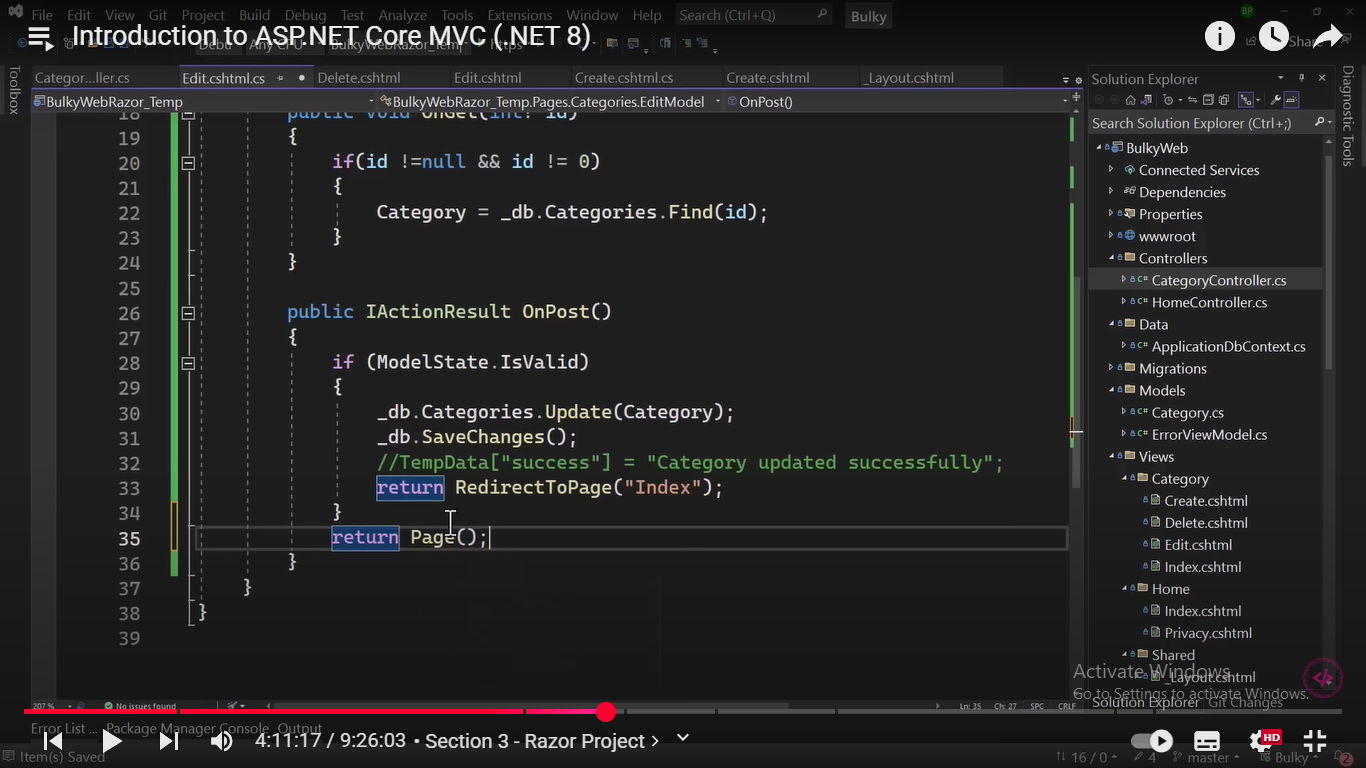 File Edit View Git Project Build Debug Test Analyze Tools Extensions Window Help Search (Ctrl+Q) Bulky
Introduction to ASP.NET Core MVC (.NET 8)
Categor...ller.cs Edit.cshtml.cs Delete.cshtml Edit.cshtml Create.cshtml.cs Create.cshtml _Layout.cshtml
Toolbox
BulkyWebRazor_Temp BulkyWebRazor_Temp.Pages.Categories.EditModel OnPost()
18 public void OnGet(int? id)
19 {
20 if(id !=null && id != 0)
21 {
22 Category = _db.Categories.Find(id);
23 }
24 }
25
26 public IActionResult OnPost()
27 {
28 if (ModelState.IsValid)
29 {
30 _db.Categories.Update(Category);
31 _db.SaveChanges();
32 //TempData["success"] = "Category updated successfully";
33 return RedirectToPage("Index");
34 }
35 return Page();
36 }
37 }
38 }
39
Solution Explorer
Search Solution Explorer (Ctrl+;)
BulkyWeb
Connected Services
Dependencies
Properties
wwwroot
Controllers
CategoryController.cs
HomeController.cs
Data
ApplicationDbContext.cs
Migrations
Models
Category.cs
ErrorViewModel.cs
Views
Category
Create.cshtml
Delete.cshtml
Edit.cshtml
Index.cshtml
Home
Index.cshtml
Privacy.cshtml
Shared
_Layout.cshtml
Diagnostic Tools
Activate Windows
Go to Settings to activate Windows.
Solution Explorer Git Changes
207 % No issues found Ln: 35 Ch: 27 SPC CRLF
Error List ... Package Manager Console Output
4:11:17 / 9:26:03 • Section 3 - Razor Project
HD
Item(s) Saved 16 / 0 4 master Bulky 2